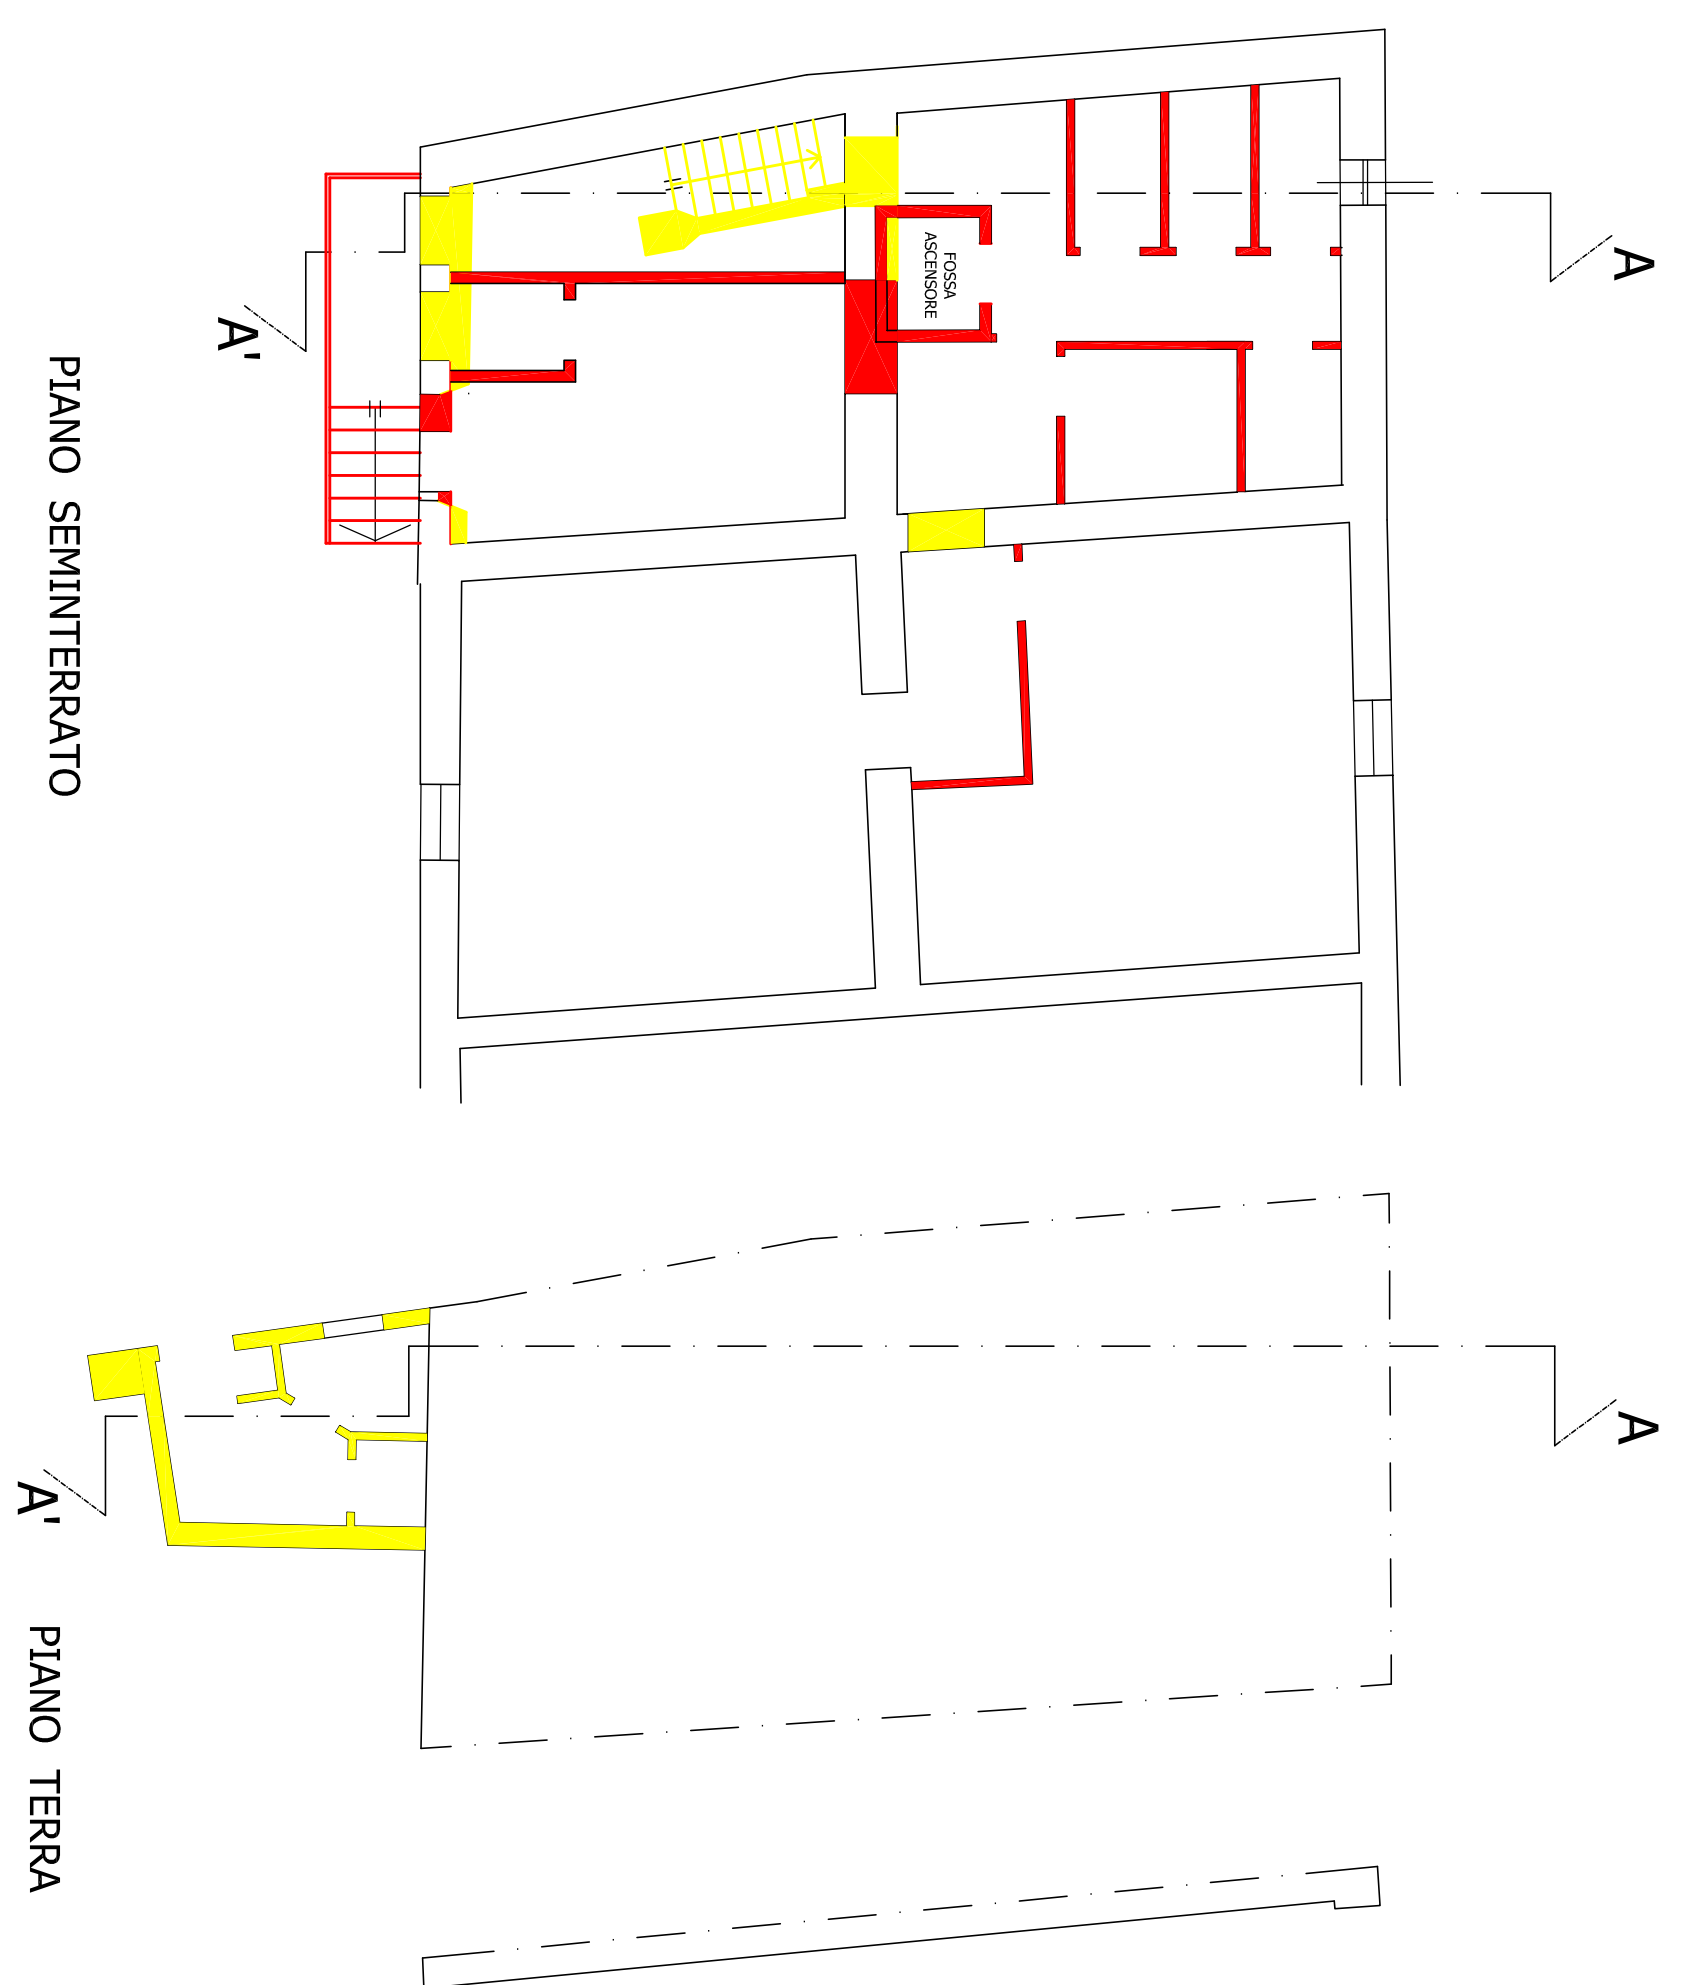 A
A'
FOSSA
ASCENSORE
PIANO SEMINTERRATO
A
A'
PIANO TERRA